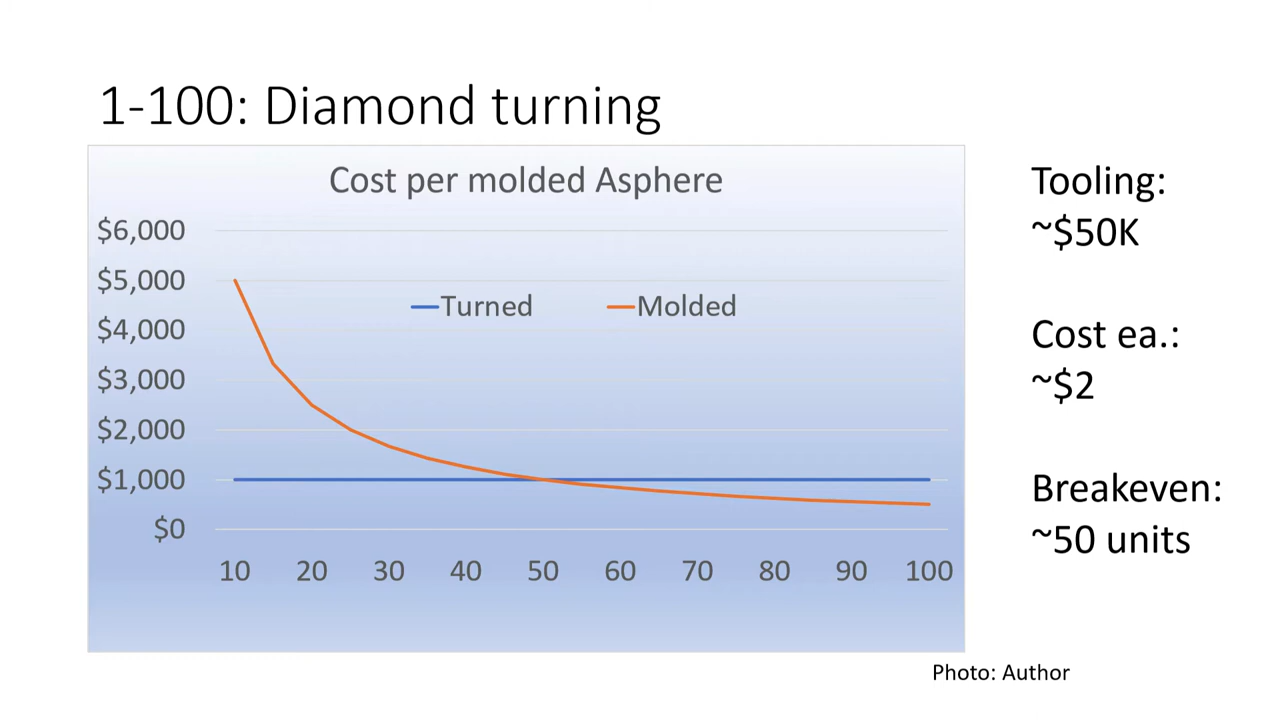 1-100: Diamond turning
Cost per molded Asphere
$6,000
$5,000
$4,000
$3,000
$2,000
$1,000
$0
Turned
Molded
10 20 30 40 50 60 70 80 90 100
Tooling:
~$50K
Cost ea.:
~$2
Breakeven:
~50 units
Photo: Author